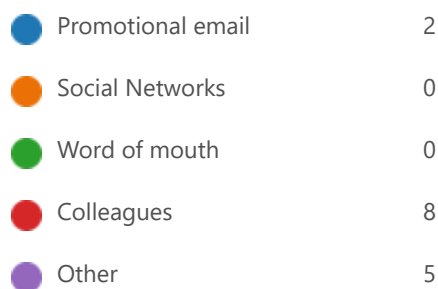 Promotional email 2
Social Networks 0
Word of mouth 0
Colleagues 8
Other 5